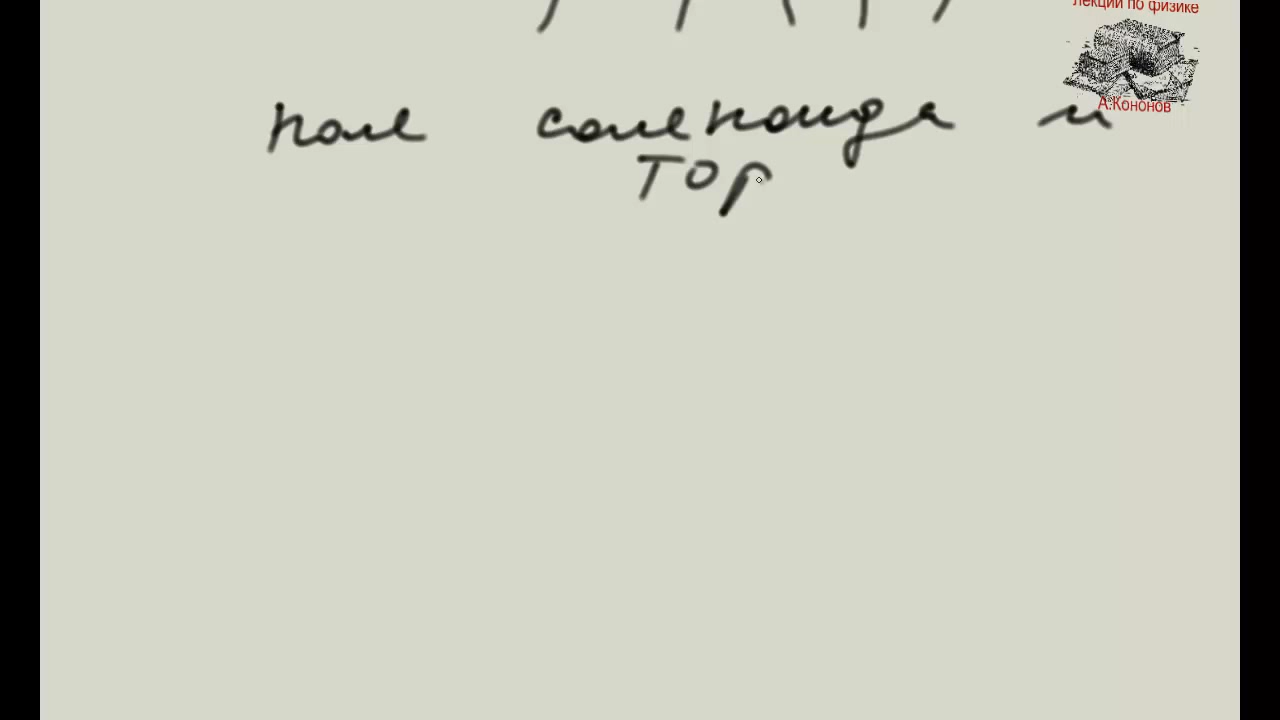 лекции по физике
А.Кононов
поле соленоида и
тор